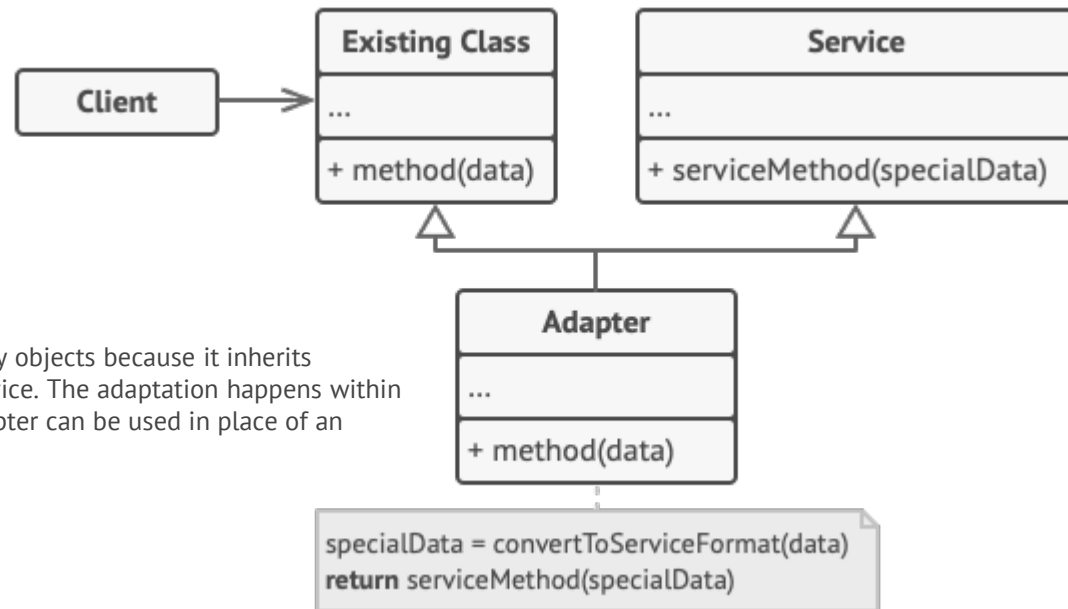 Existing Class
Service
Client
...
...
+ method(data)
+ serviceMethod(specialData)
Adapter
y objects because it inherits
...
vice. The adaptation happens within
pter can be used in place of an
+ method(data)
specialData = convertToServiceFormat(data)
return serviceMethod(specialData)